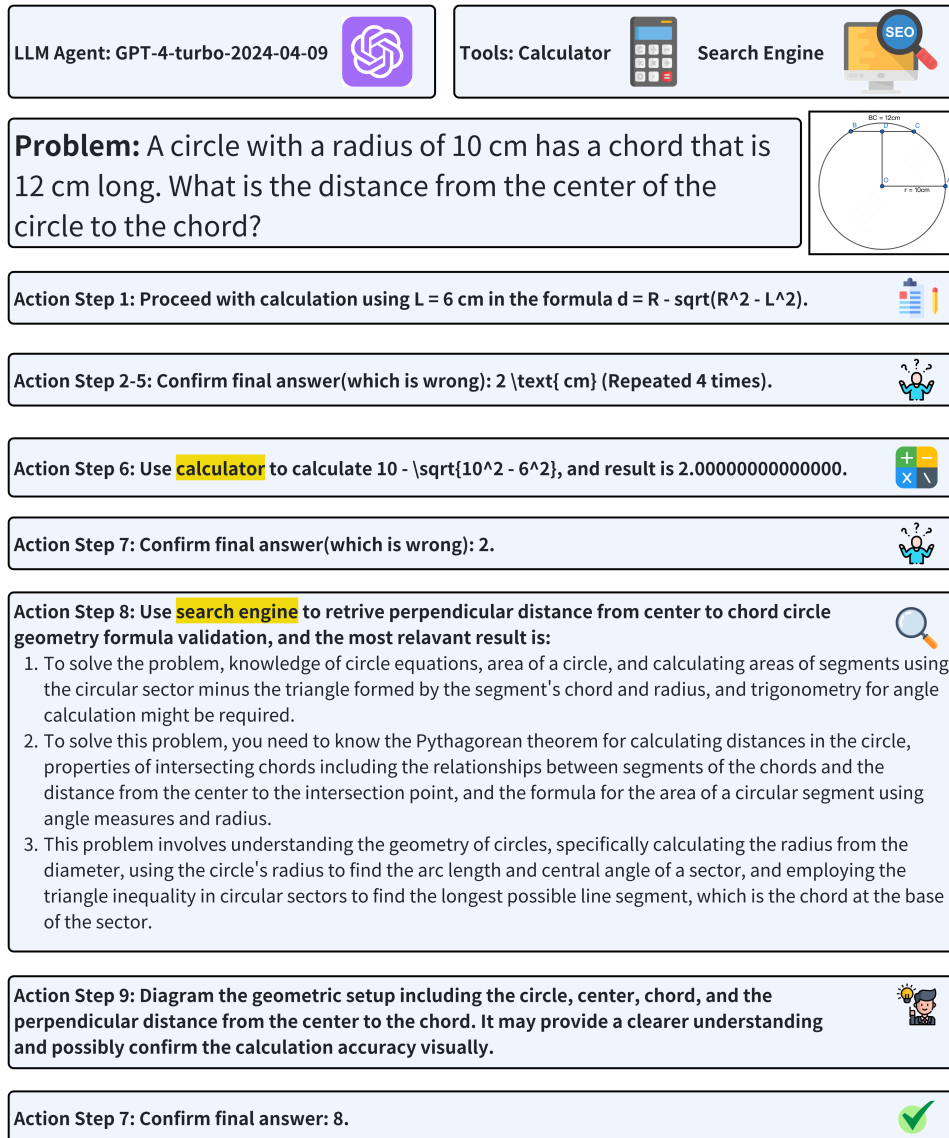 LLM Agent: GPT-4-turbo-2024-04-09
Tools: Calculator
Search Engine
SEO
Problem: A circle with a radius of 10 cm has a chord that is
12 cm long. What is the distance from the center of the
circle to the chord?
BC = 12cm
B
D
C
O
A
r = 10cm
Action Step 1: Proceed with calculation using L = 6 cm in the formula d = R - sqrt(R^2 - L^2).
Action Step 2-5: Confirm final answer(which is wrong): 2 \text{ cm} (Repeated 4 times).
Action Step 6: Use calculator to calculate 10 - \sqrt{10^2 - 6^2}, and result is 2.00000000000000.
Action Step 7: Confirm final answer(which is wrong): 2.
Action Step 8: Use search engine to retrive perpendicular distance from center to chord circle
geometry formula validation, and the most relavant result is:
1. To solve the problem, knowledge of circle equations, area of a circle, and calculating areas of segments using
the circular sector minus the triangle formed by the segment's chord and radius, and trigonometry for angle
calculation might be required.
2. To solve this problem, you need to know the Pythagorean theorem for calculating distances in the circle,
properties of intersecting chords including the relationships between segments of the chords and the
distance from the center to the intersection point, and the formula for the area of a circular segment using
angle measures and radius.
3. This problem involves understanding the geometry of circles, specifically calculating the radius from the
diameter, using the circle's radius to find the arc length and central angle of a sector, and employing the
triangle inequality in circular sectors to find the longest possible line segment, which is the chord at the base
of the sector.
Action Step 9: Diagram the geometric setup including the circle, center, chord, and the
perpendicular distance from the center to the chord. It may provide a clearer understanding
and possibly confirm the calculation accuracy visually.
Action Step 7: Confirm final answer: 8.